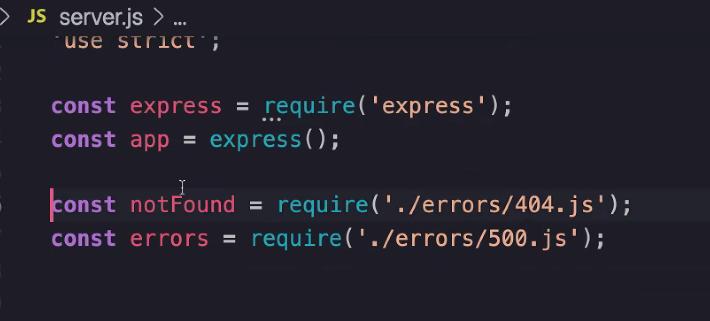 JS server.js > ...
'use strict';
const express = require('express');
const app = express();
const notFound = require('./errors/404.js');
const errors = require('./errors/500.js');